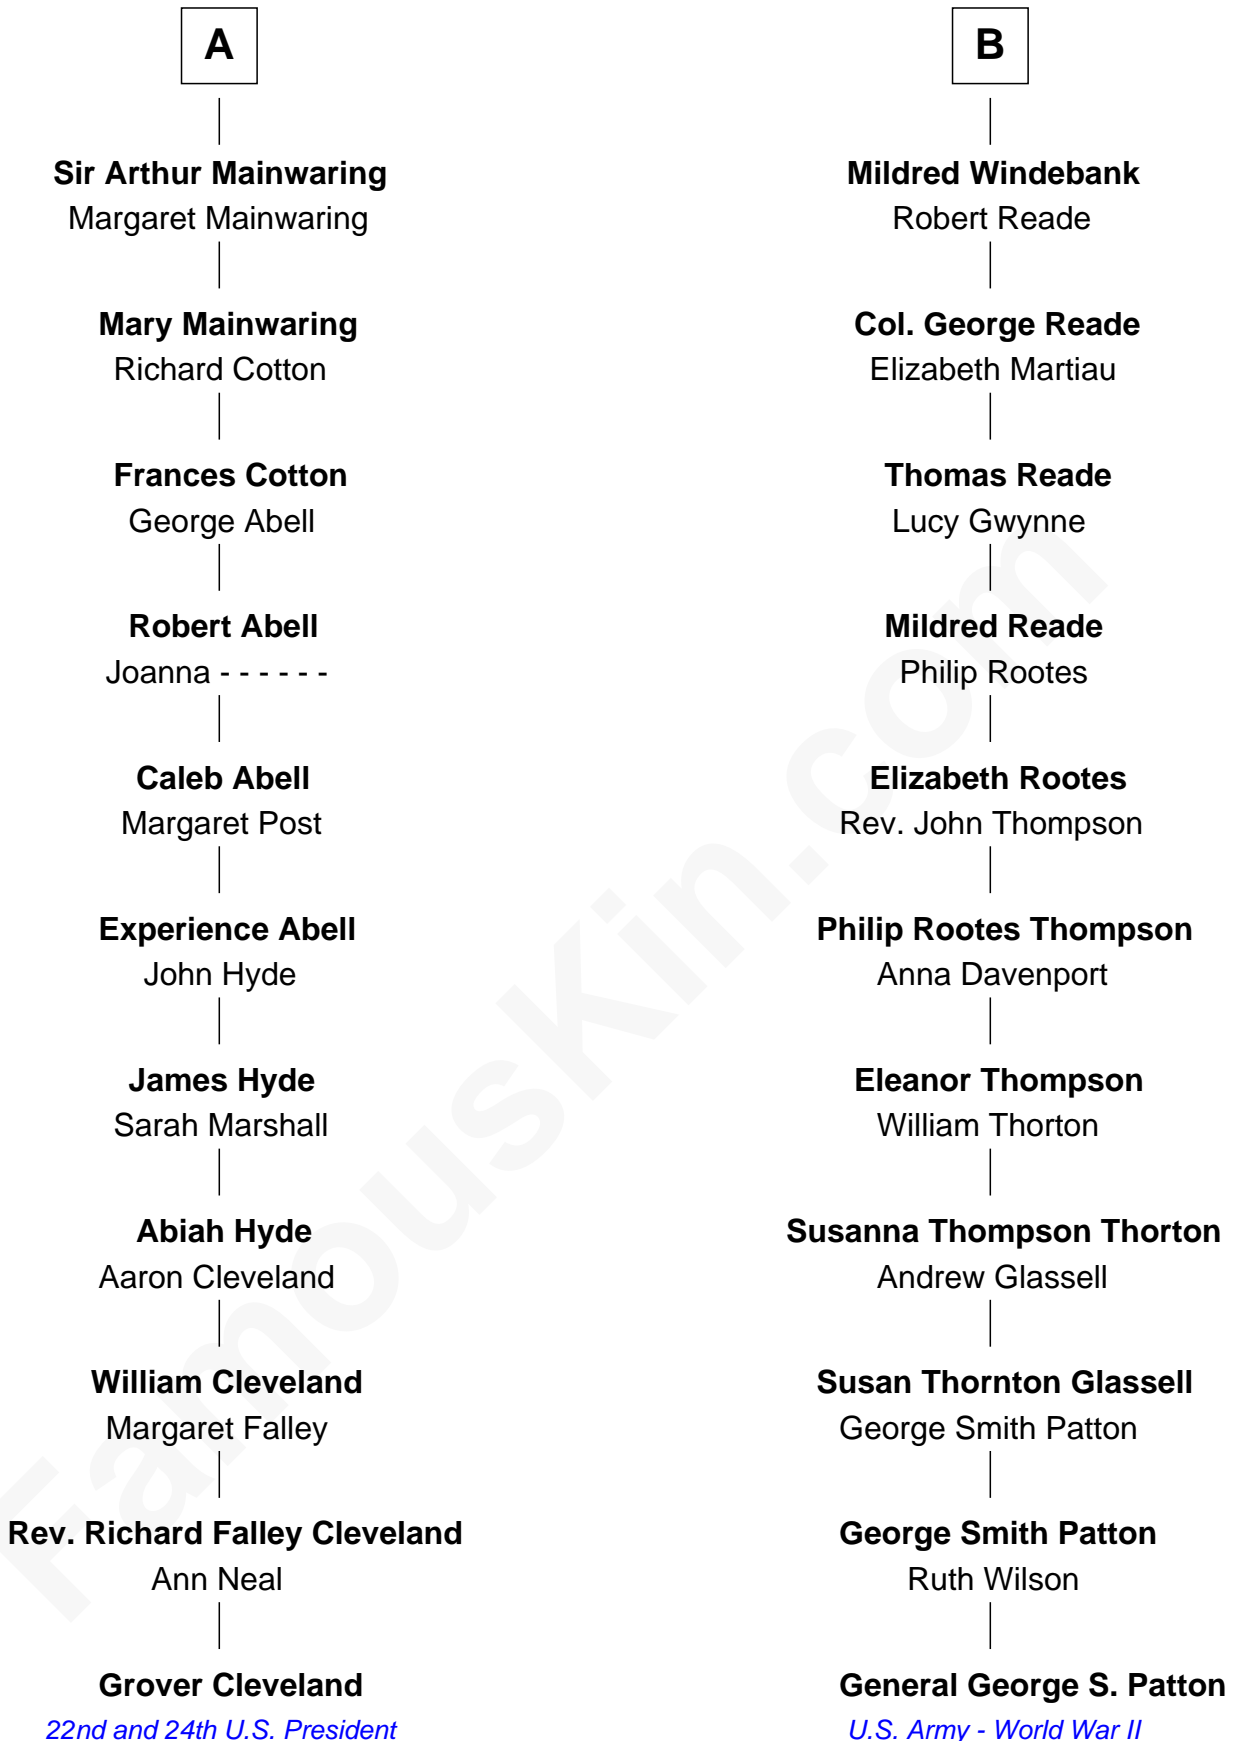 A
Sir Arthur Mainwaring
Margaret Mainwaring
Mary Mainwaring
Richard Cotton
Frances Cotton
George Abell
Robert Abell
Joanna - - - - - -
Caleb Abell
Margaret Post
Experience Abell
John Hyde
James Hyde
Sarah Marshall
Abiah Hyde
Aaron Cleveland
William Cleveland
Margaret Falley
Rev. Richard Falley Cleveland
Ann Neal
Grover Cleveland
22nd and 24th U.S. President
B
Mildred Windebank
Robert Reade
Col. George Reade
Elizabeth Martiau
Thomas Reade
Lucy Gwynne
Mildred Reade
Philip Rootes
Elizabeth Rootes
Rev. John Thompson
Philip Rootes Thompson
Anna Davenport
Eleanor Thompson
William Thorton
Susanna Thompson Thorton
Andrew Glassell
Susan Thornton Glassell
George Smith Patton
George Smith Patton
Ruth Wilson
General George S. Patton
U.S. Army - World War II
FamousKin.com